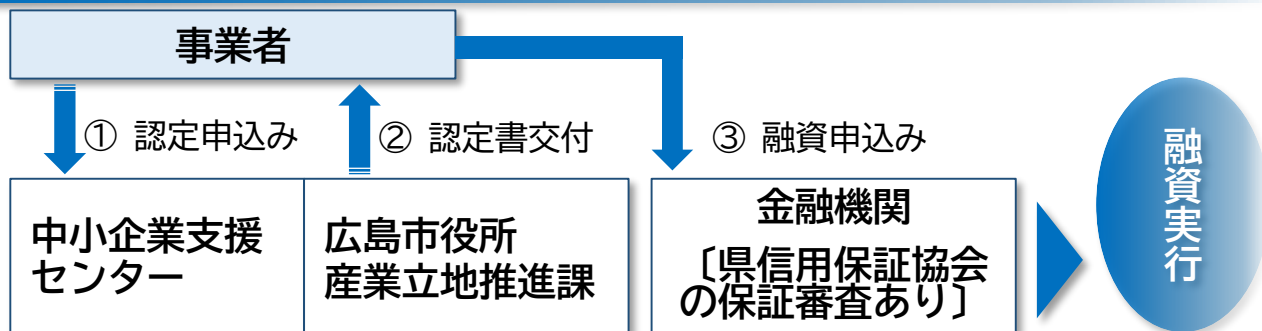 事業者
① 認定申込み
② 認定書交付
③ 融資申込み
中小企業支援
センター
広島市役所
産業立地推進課
金融機関
〔県信用保証協会
の保証審査あり〕
融資実行